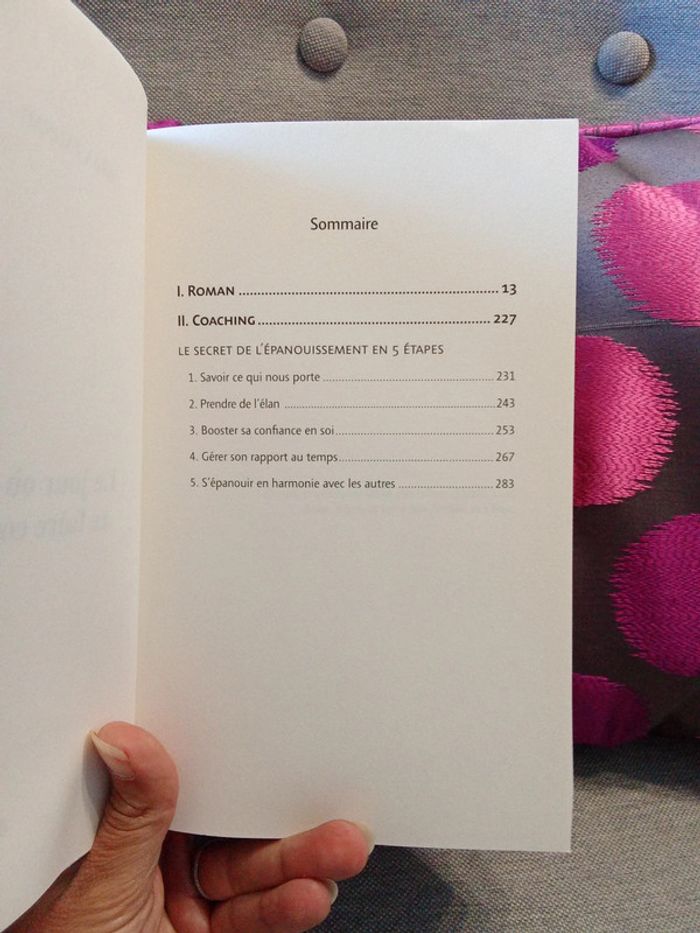 Sommaire
I. Roman ........ 13
II. Coaching ........ 227
LE SECRET DE L'ÉPANOUISSEMENT EN 5 ÉTAPES
1. Savoir ce qui nous porte ........ 231
2. Prendre de l'élan ........ 243
3. Booster sa confiance en soi ........ 253
4. Gérer son rapport au temps ........ 267
5. S'épanouir en harmonie avec les autres ........ 283